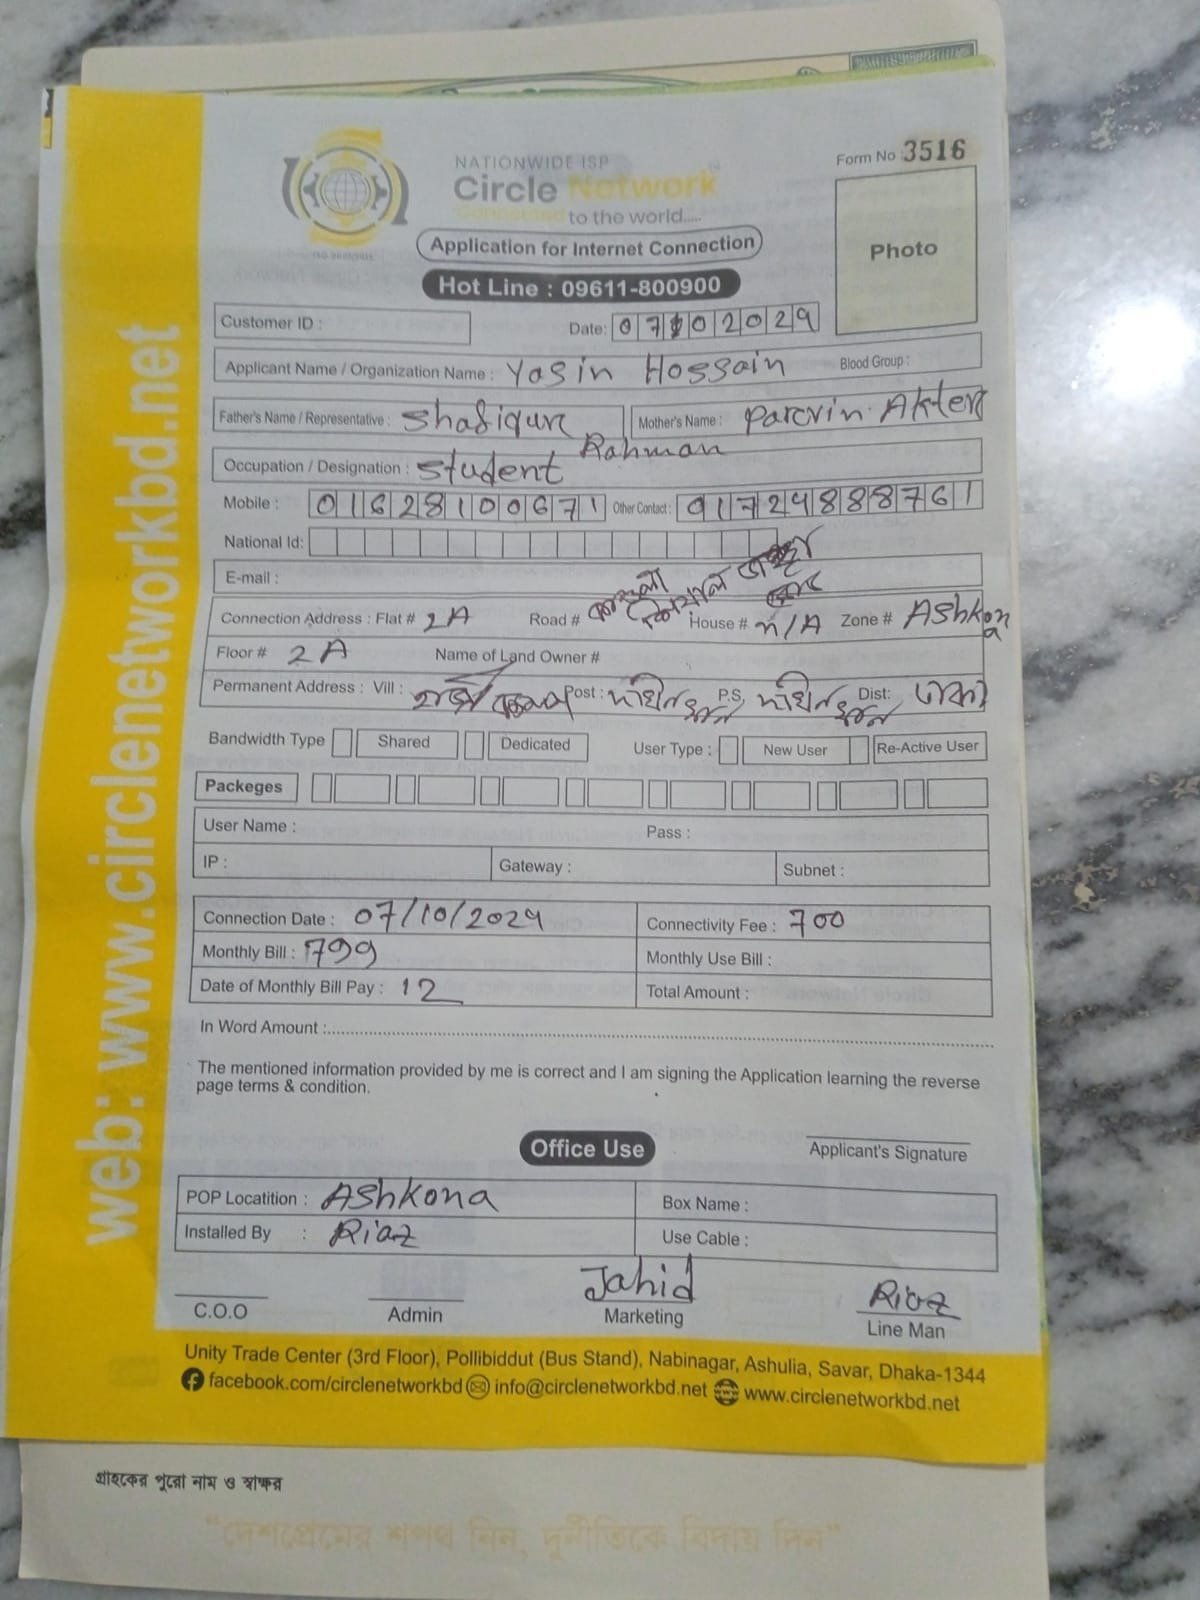 NATIONWIDE ISP
Circle Network
Connected to the world.....
Form No : 3516
Photo
Application for Internet Connection
Hot Line : 09611-800900
Customer ID :
Date: 07102024
Applicant Name / Organization Name : Yasin Hossain Blood Group :
Father's Name / Representative : Shafiqur Rahman Mother's Name : Parvin Akter
Occupation / Designation : Student
Mobile : 01628100671 Other Contact : 01724888761
National Id:
E-mail :
Connection Address : Flat # 2A Road # House # n/A Zone # Ashkona
Floor # 2A Name of Land Owner #
Permanent Address : Vill : Post : P.S, Dist: ঢাকা
Bandwidth Type Shared Dedicated User Type : New User Re-Active User
Packeges
User Name : Pass :
IP : Gateway : Subnet :
Connection Date : 07/10/2024 Connectivity Fee : 700
Monthly Bill : 799 Monthly Use Bill :
Date of Monthly Bill Pay : 12 Total Amount :
In Word Amount :
The mentioned information provided by me is correct and I am signing the Application learning the reverse
page terms & condition.
Office Use
Applicant's Signature
POP Locatition : Ashkona Box Name :
Installed By : Riaz Use Cable :
Jahid Riaz
C.O.O Admin Marketing Line Man
Unity Trade Center (3rd Floor), Pollibiddut (Bus Stand), Nabinagar, Ashulia, Savar, Dhaka-1344
facebook.com/circlenetworkbd info@circlenetworkbd.net www.circlenetworkbd.net
web: www.circlenetworkbd.net
গ্রাহকের পুরো নাম ও স্বাক্ষর
“দেশপ্রেমের শপথ নিন, দুর্নীতিকে বিদায় দিন”